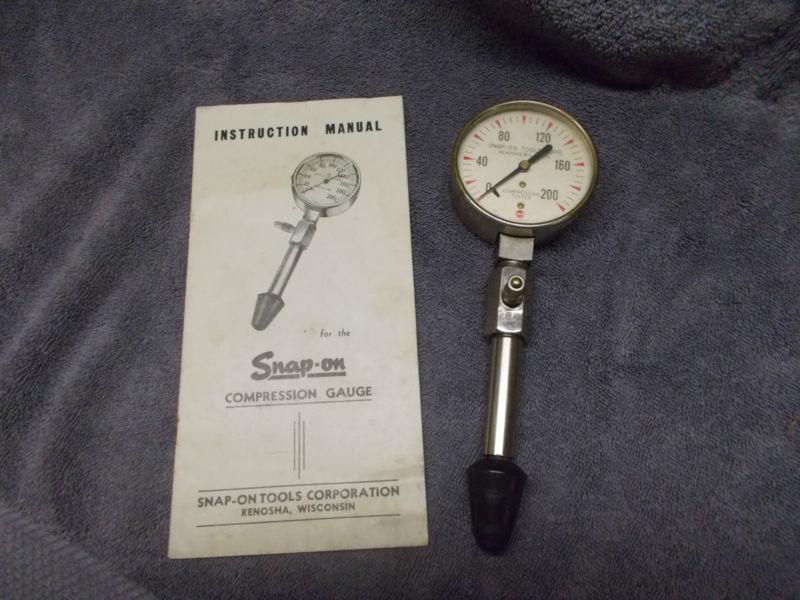 INSTRUCTION MANUAL
for the
Snap-on
COMPRESSION GAUGE
SNAP-ON TOOLS CORPORATION
KENOSHA, WISCONSIN
0 40 80 120 160 200
SNAP-ON TOOLS
KENOSHA
COMPRESSION
TESTER